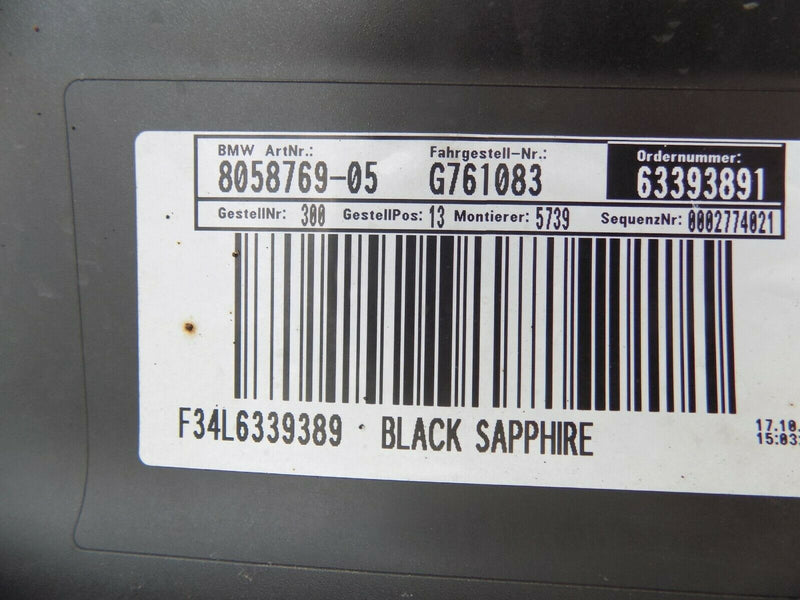 BMW ArtNr.: Fahrgestell-Nr.: Ordernummer:
8058769-05 G761083 63393891
GestellNr: 300 GestellPos: 13 Montierer: 5739 SequenzNr: 0002774021
F34L6339389 BLACK SAPPHIRE
17.10.
15:03